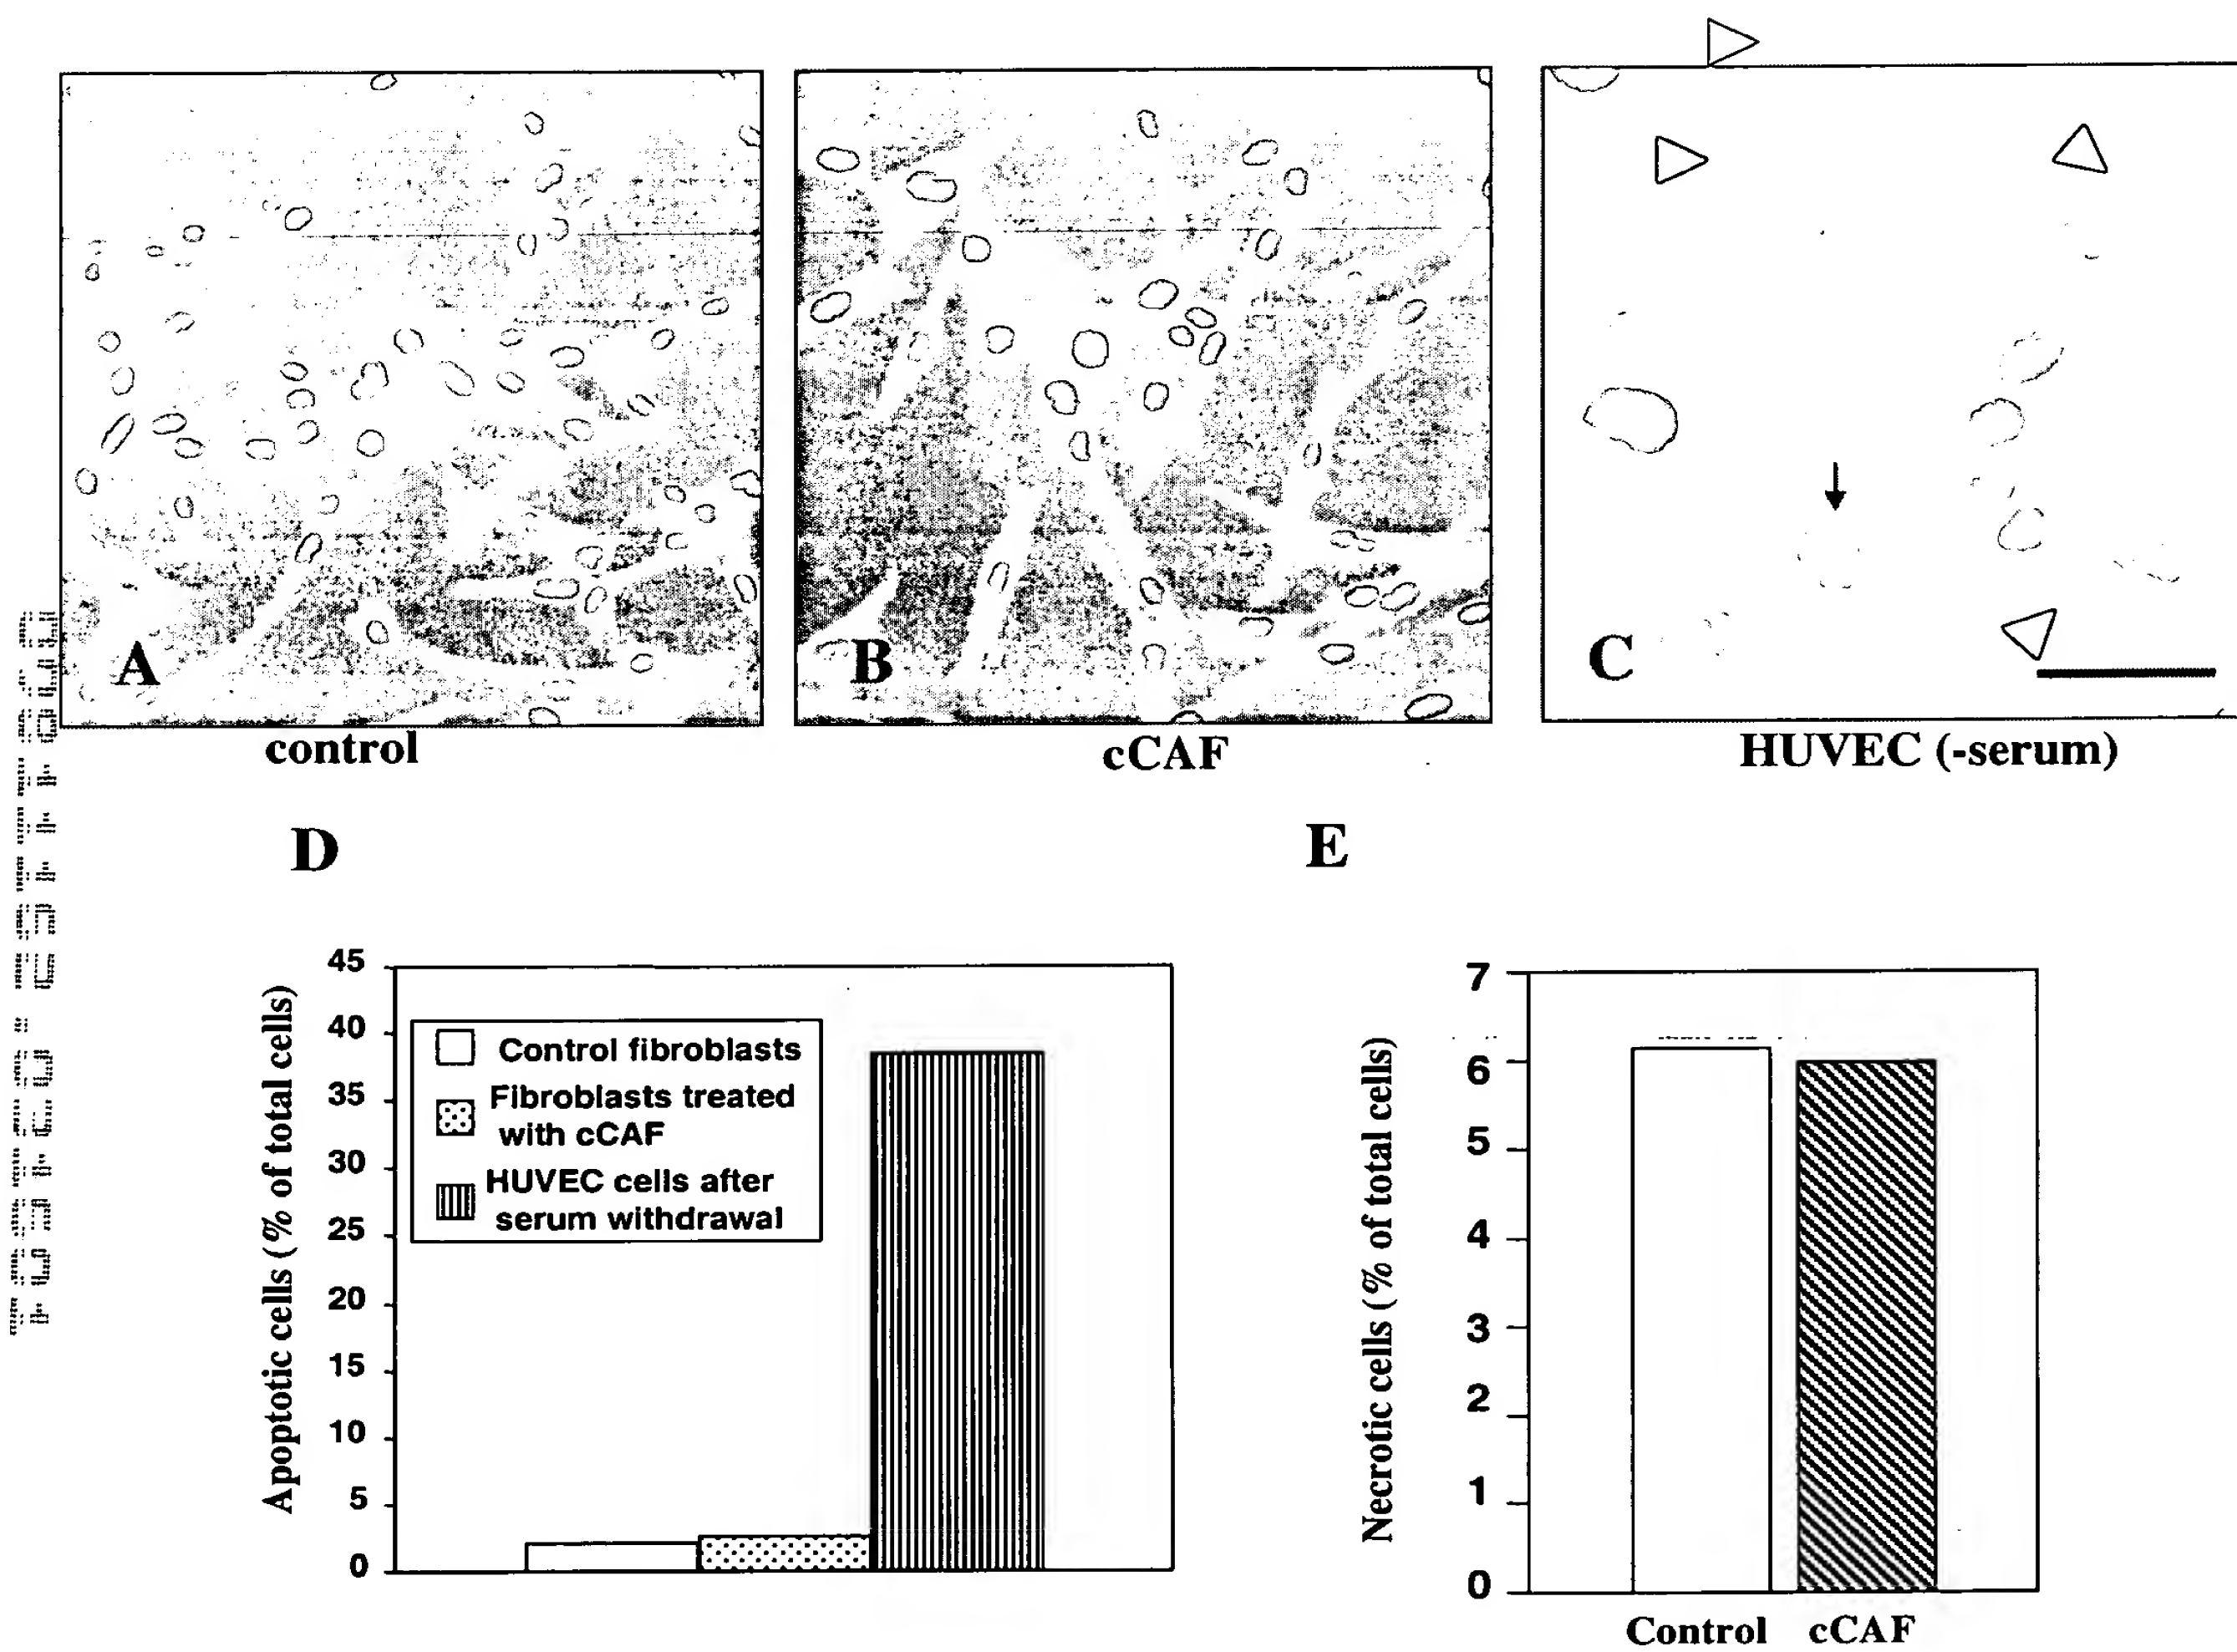 A
control
B
cCAF
C
HUVEC (-serum)
D
Apoptotic cells (% of total cells)
45
40
35
30
25
20
15
10
5
0
Control fibroblasts
Fibroblasts treated
with cCAF
HUVEC cells after
serum withdrawal
E
Necrotic cells (% of total cells)
7
6
5
4
3
2
1
0
Control cCAF